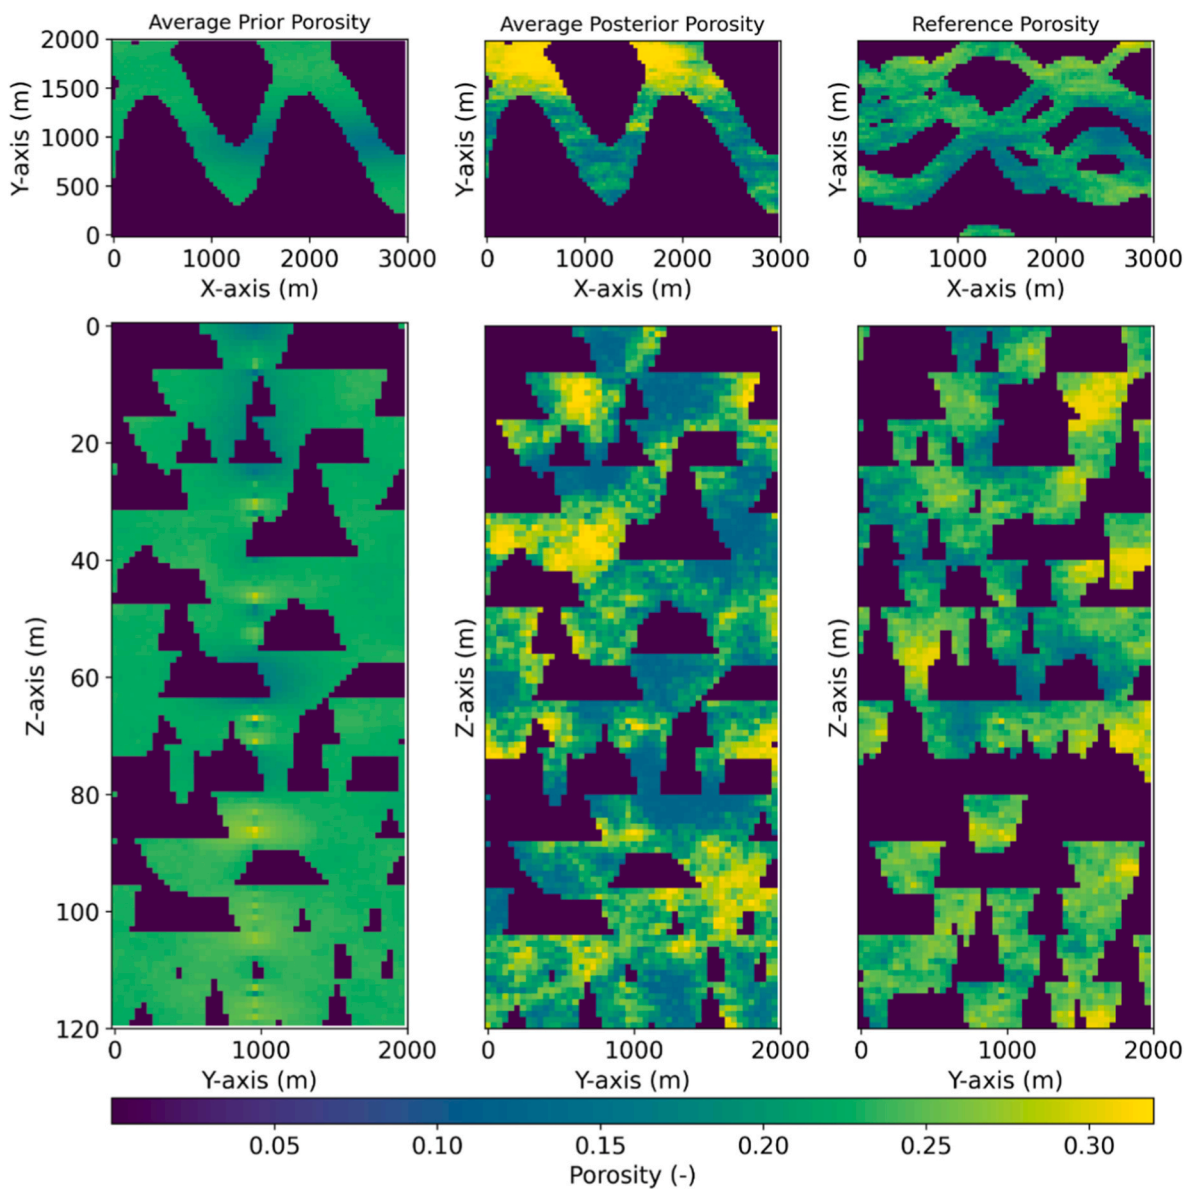 Average Prior Porosity
Average Posterior Porosity
Reference Porosity
2000
1500
1000
500
0
Y-axis (m)
Y-axis (m)
Y-axis (m)
0 1000 2000 3000
0 1000 2000 3000
0 1000 2000 3000
X-axis (m)
X-axis (m)
X-axis (m)
0
20
40
60
80
100
120
Z-axis (m)
Z-axis (m)
Z-axis (m)
0 1000 2000
0 1000 2000
0 1000 2000
Y-axis (m)
Y-axis (m)
Y-axis (m)
0.05 0.10 0.15 0.20 0.25 0.30
Porosity (-)